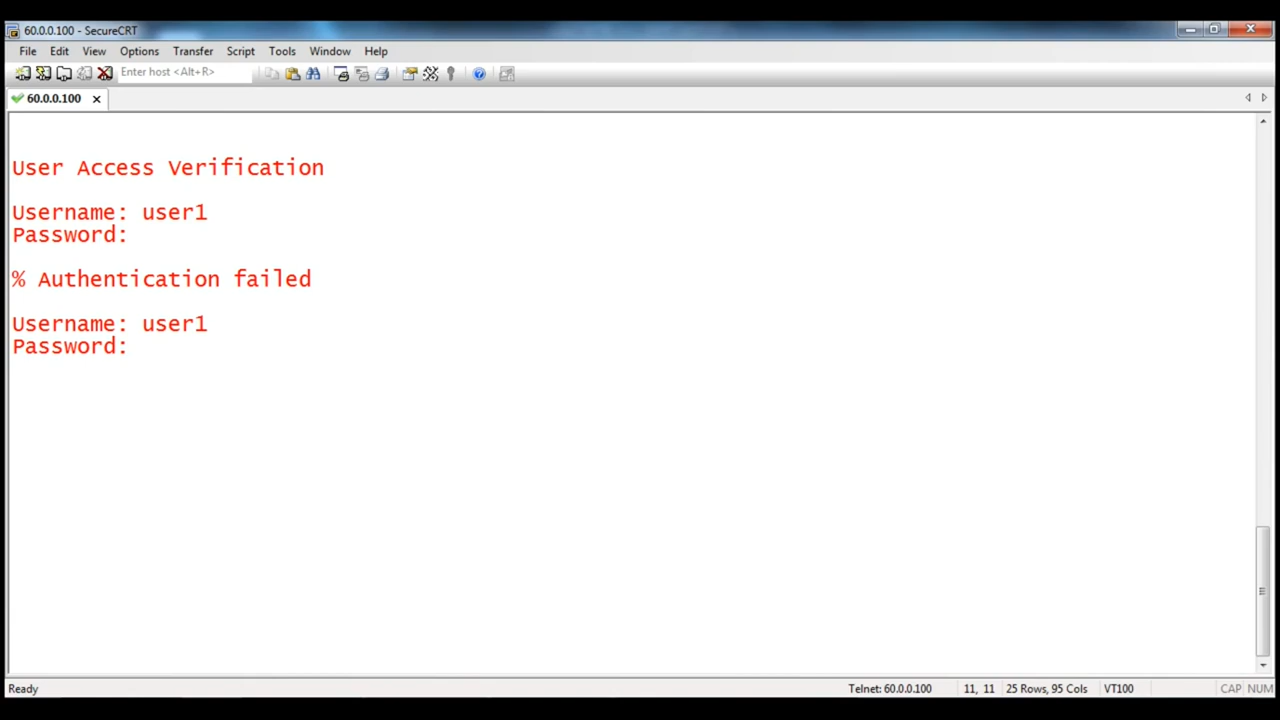 60.0.0.100 - SecureCRT
File Edit View Options Transfer Script Tools Window Help
Enter host <Alt+R>
60.0.0.100
User Access Verification
Username: user1
Password:
% Authentication failed
Username: user1
Password:
Ready Telnet: 60.0.0.100 11, 11 25 Rows, 95 Cols VT100 CAP NUM